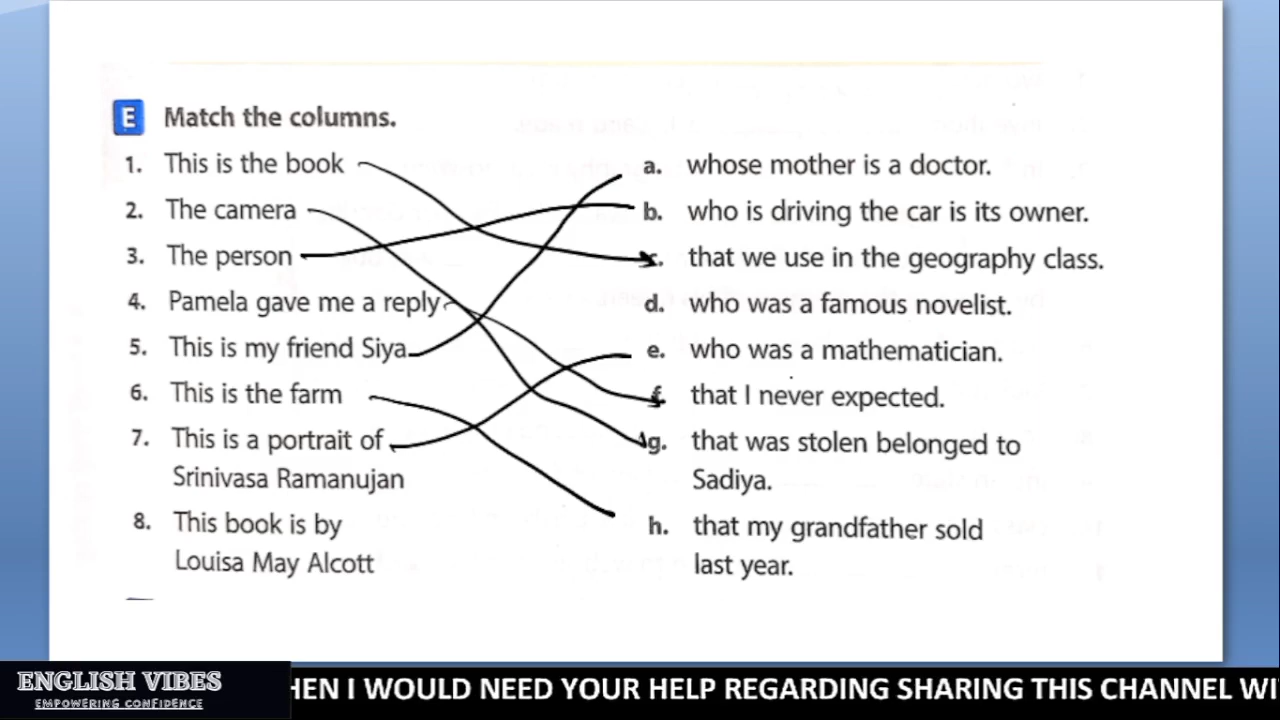 E Match the columns.
1. This is the book
2. The camera
3. The person
4. Pamela gave me a reply
5. This is my friend Siya
6. This is the farm
7. This is a portrait of
Srinivasa Ramanujan
8. This book is by
Louisa May Alcott
a. whose mother is a doctor.
b. who is driving the car is its owner.
c. that we use in the geography class.
d. who was a famous novelist.
e. who was a mathematician.
f. that I never expected.
g. that was stolen belonged to
Sadiya.
h. that my grandfather sold
last year.
ENGLISH VIBES
EMPOWERING CONFIDENCE
HEN I WOULD NEED YOUR HELP REGARDING SHARING THIS CHANNEL WI